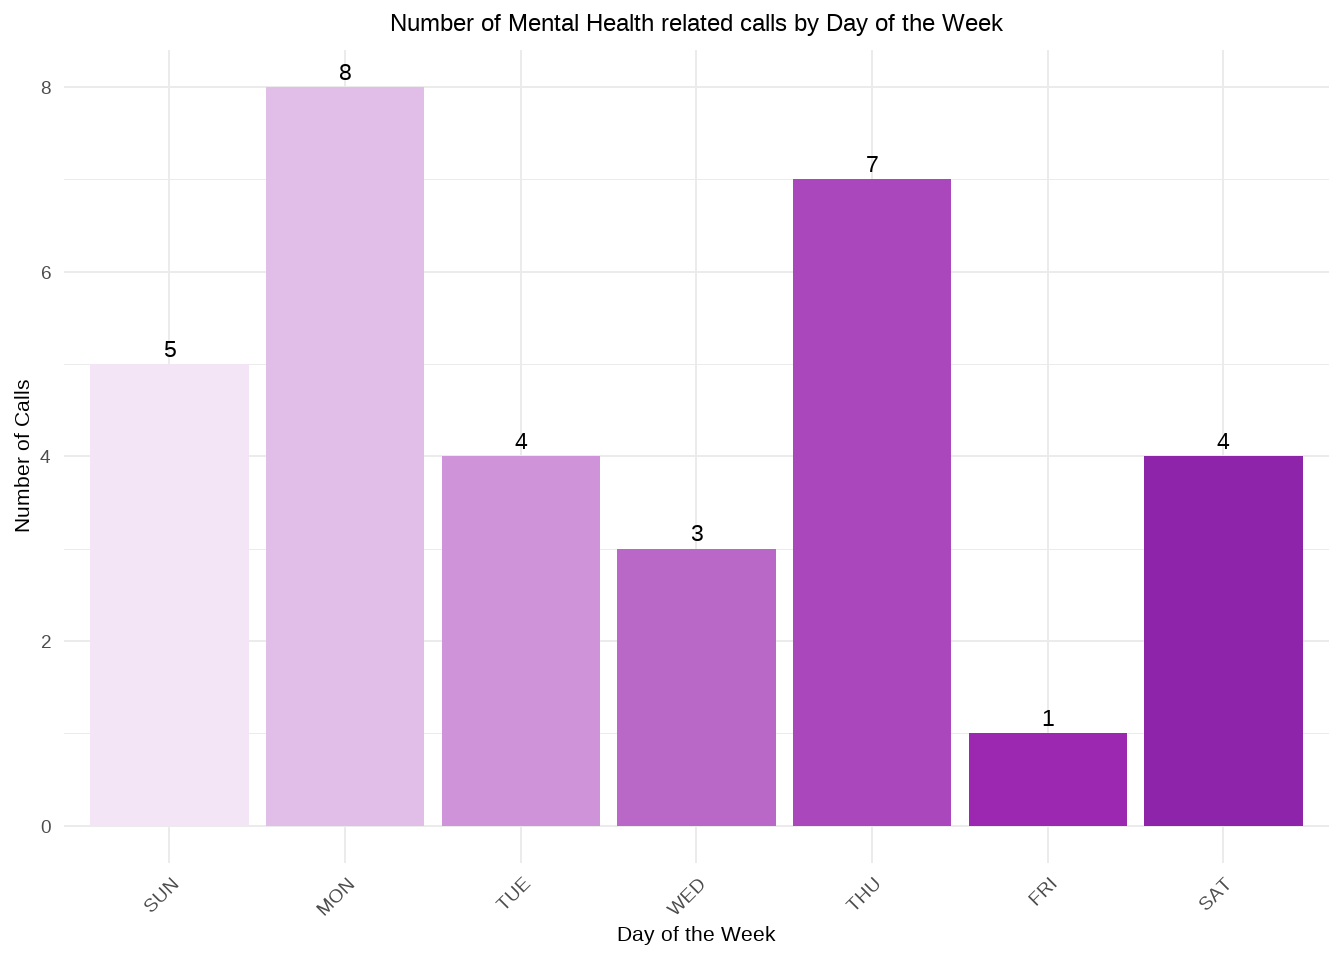 Number of Mental Health related calls by Day of the Week
Number of Calls
8
6
4
2
0
5
8
4
3
7
1
4
SUN
MON
TUE
WED
THU
FRI
SAT
Day of the Week